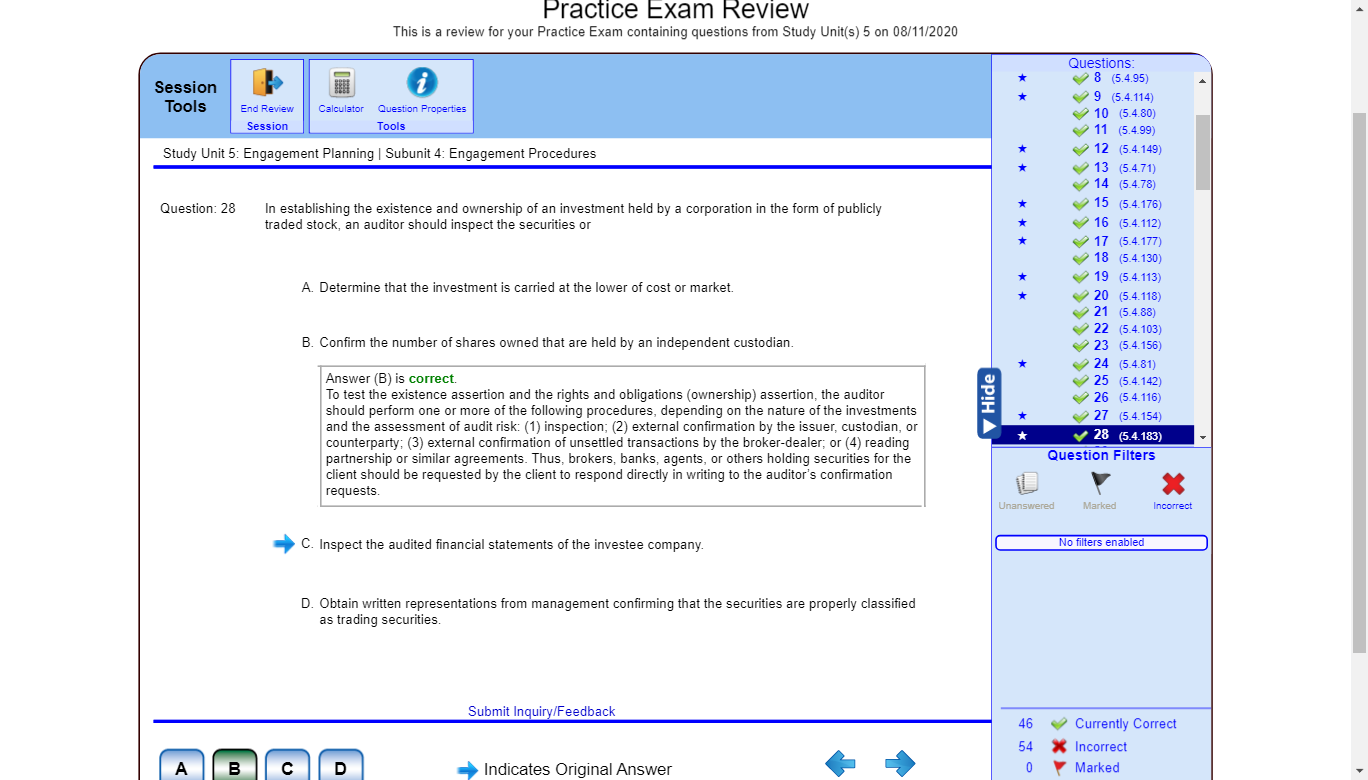 Practice Exam Review
This is a review for your Practice Exam containing questions from Study Unit(s) 5 on 08/11/2020
Session
Tools
End Review
Session
Calculator
Question Properties
Tools
Study Unit 5: Engagement Planning | Subunit 4: Engagement Procedures
Question: 28
In establishing the existence and ownership of an investment held by a corporation in the form of publicly
traded stock, an auditor should inspect the securities or
A. Determine that the investment is carried at the lower of cost or market.
B. Confirm the number of shares owned that are held by an independent custodian.
Answer (B) is correct.
To test the existence assertion and the rights and obligations (ownership) assertion, the auditor
should perform one or more of the following procedures, depending on the nature of the investments
and the assessment of audit risk: (1) inspection; (2) external confirmation by the issuer, custodian, or
counterparty; (3) external confirmation of unsettled transactions by the broker-dealer; or (4) reading
partnership or similar agreements. Thus, brokers, banks, agents, or others holding securities for the
client should be requested by the client to respond directly in writing to the auditor's confirmation
requests.
C. Inspect the audited financial statements of the investee company.
D. Obtain written representations from management confirming that the securities are properly classified
as trading securities.
Submit Inquiry/Feedback
A B C D
Indicates Original Answer
Hide
Questions:
8 (5.4.95)
9 (5.4.114)
10 (5.4.80)
11 (5.4.99)
12 (5.4.149)
13 (5.4.71)
14 (5.4.78)
15 (5.4.176)
16 (5.4.112)
17 (5.4.177)
18 (5.4.130)
19 (5.4.113)
20 (5.4.118)
21 (5.4.88)
22 (5.4.103)
23 (5.4.156)
24 (5.4.81)
25 (5.4.142)
26 (5.4.116)
27 (5.4.154)
28 (5.4.183)
Question Filters
Unanswered
Marked
Incorrect
No filters enabled
46 Currently Correct
54 Incorrect
0 Marked